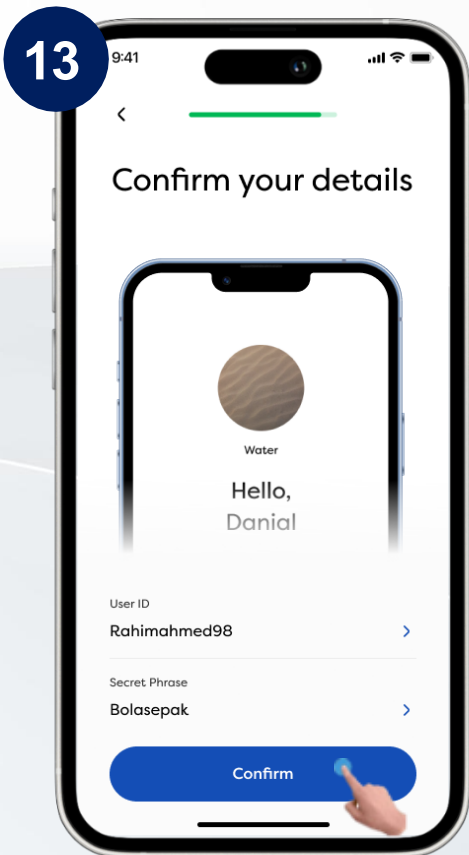 13
9:41
Confirm your details
Water
Hello,
Danial
User ID
Rahimahmed98
Secret Phrase
Bolasepak
Confirm